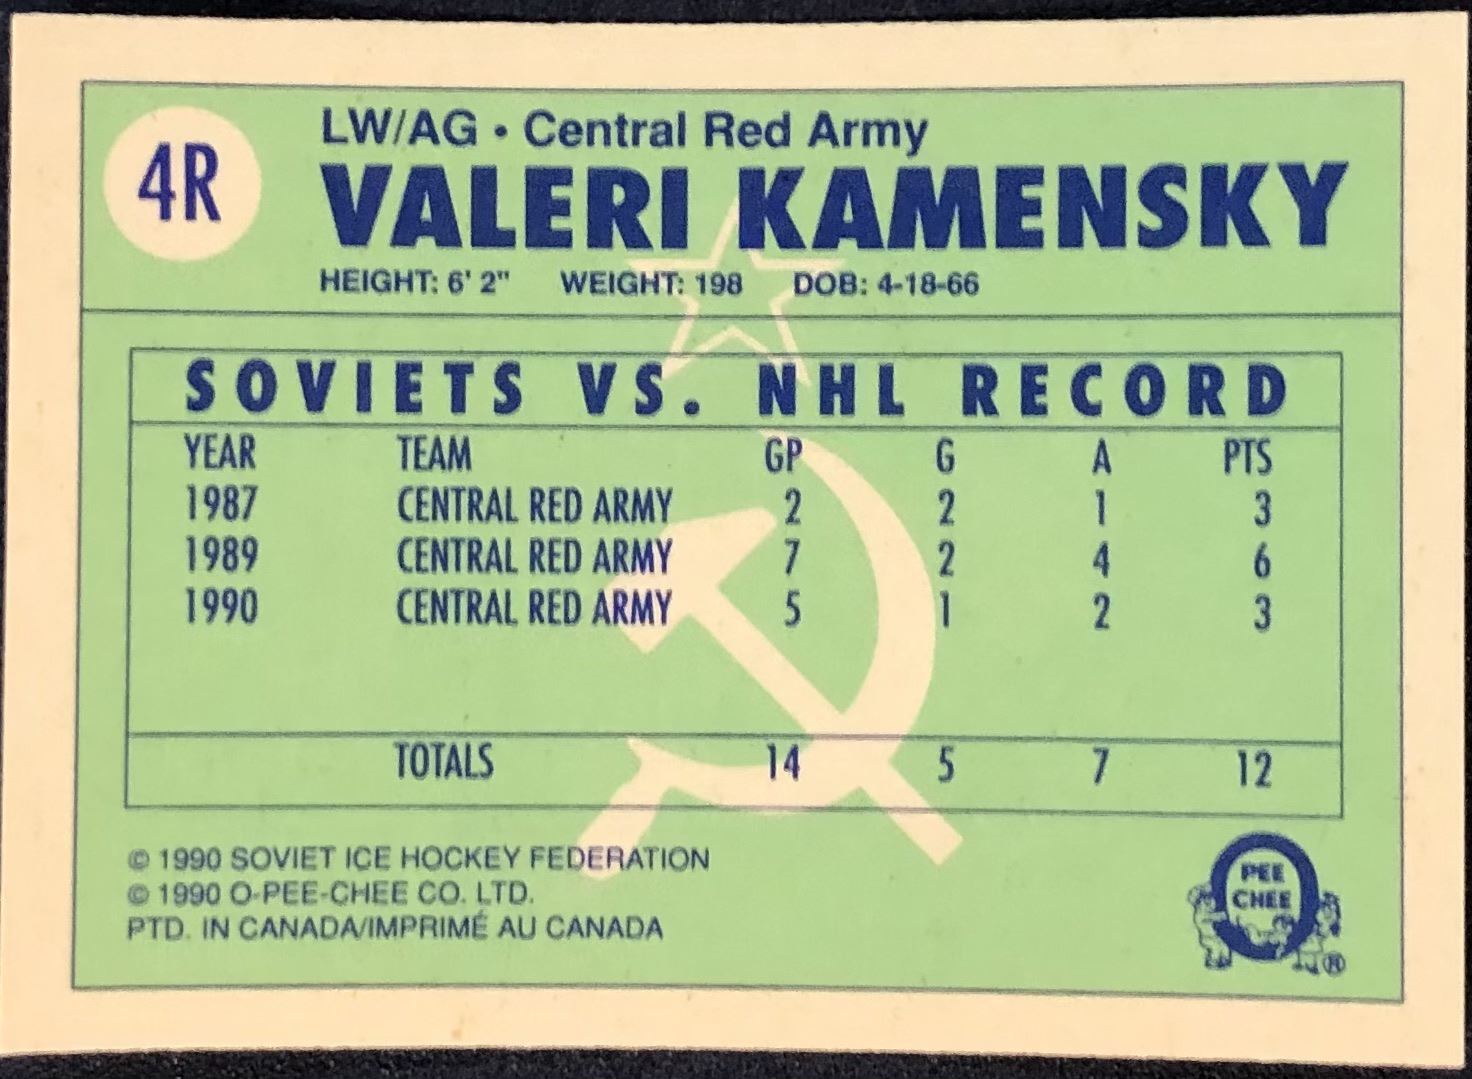 4R
LW/AG • Central Red Army
VALERI KAMENSKY
HEIGHT: 6' 2" WEIGHT: 198 DOB: 4-18-66
SOVIETS VS. NHL RECORD
YEAR TEAM GP G A PTS
1987 CENTRAL RED ARMY 2 2 1 3
1989 CENTRAL RED ARMY 7 2 4 6
1990 CENTRAL RED ARMY 5 1 2 3
TOTALS 14 5 7 12
© 1990 SOVIET ICE HOCKEY FEDERATION
© 1990 O-PEE-CHEE CO. LTD.
PTD. IN CANADA/IMPRIMÉ AU CANADA
O
PEE
CHEE
®